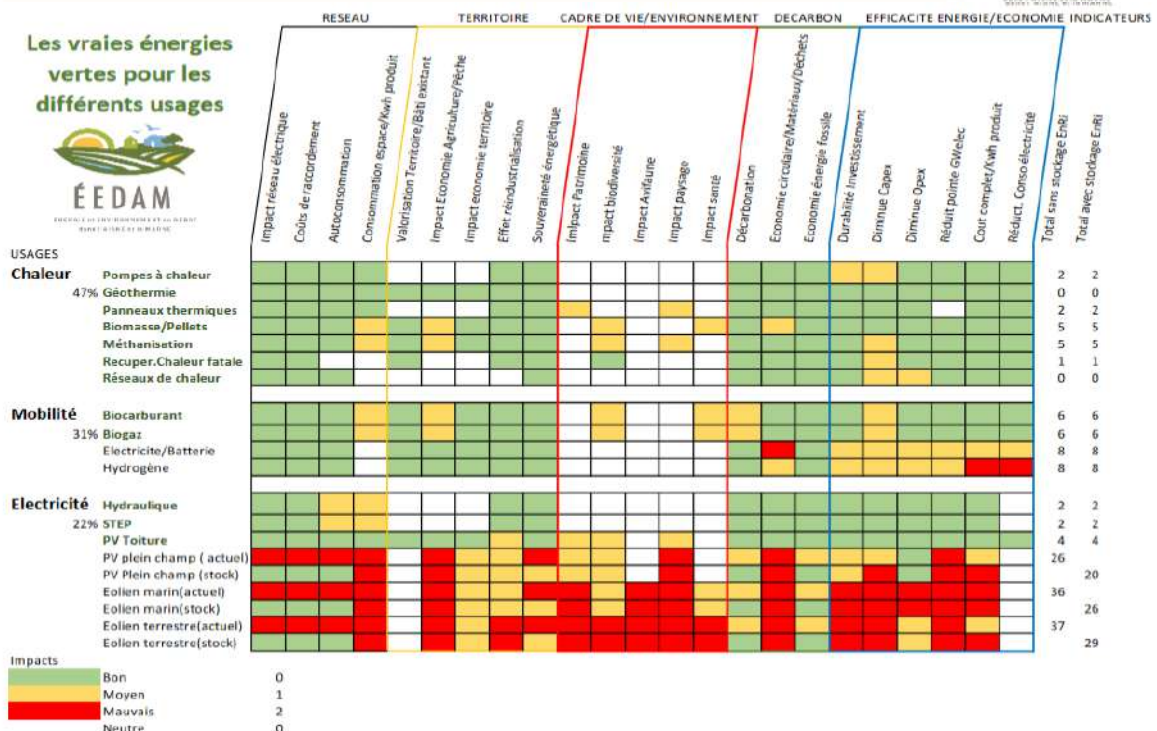 RESEAU TERRITOIRE CADRE DE VIE/ENVIRONNEMENT DECARBON EFFICACITE ENERGIE/ECONOMIE INDICATEURS
Les vraies énergies
vertes pour les
différents usages
ÉEDAM
Impact réseau électrique
Coûts de raccordement
Autoconsommation
Consommation espace/Kwh produit
Valorisation Territoire/Bâti existant
Impact Economie Agriculture/Pêche
Impact economie territoire
Effet réindustrialisation
Souveraineté énergétique
Imlpact Patrimoine
mpact biodiversité
Impact Avifaune
Impact paysage
Impact santé
Décarbonation
Economie circulaire/Matériaux/Déchets
Economie énergie fossile
Durabilité Investissement
Diminue Capex
Diminue Opex
Réduit pointe GWelec
Cout complet/Kwh produit
Réduct. Conso électricité
Total sans stockage EnRi
Total avec stockage EnRi
USAGES
Chaleur Pompes à chaleur 2 2
47% Géothermie 0 0
Panneaux thermiques 2 2
Biomasse/Pellets 5 5
Méthanisation 5 5
Recuper.Chaleur fatale 1 1
Réseaux de chaleur 0 0
Mobilité Biocarburant 6 6
31% Biogaz 6 6
Electricite/Batterie 8 8
Hydrogène 8 8
Electricité Hydraulique 2 2
22% STEP 2 2
PV Toiture 4 4
PV plein champ ( actuel) 26
PV Plein champ (stock) 20
Eolien marin(actuel) 36
Eolien marin(stock) 26
Eolien terrestre(actuel) 37
Eolien terrestre(stock) 29
Impacts
Bon 0
Moyen 1
Mauvais 2
Neutre 0